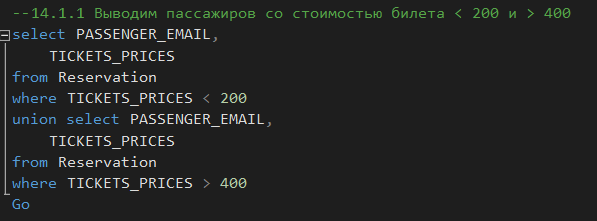 --14.1.1 Выводим пассажиров со стоимостью билета < 200 и > 400
select PASSENGER_EMAIL,
    TICKETS_PRICES
from Reservation
where TICKETS_PRICES < 200
union select PASSENGER_EMAIL,
    TICKETS_PRICES
from Reservation
where TICKETS_PRICES > 400
Go